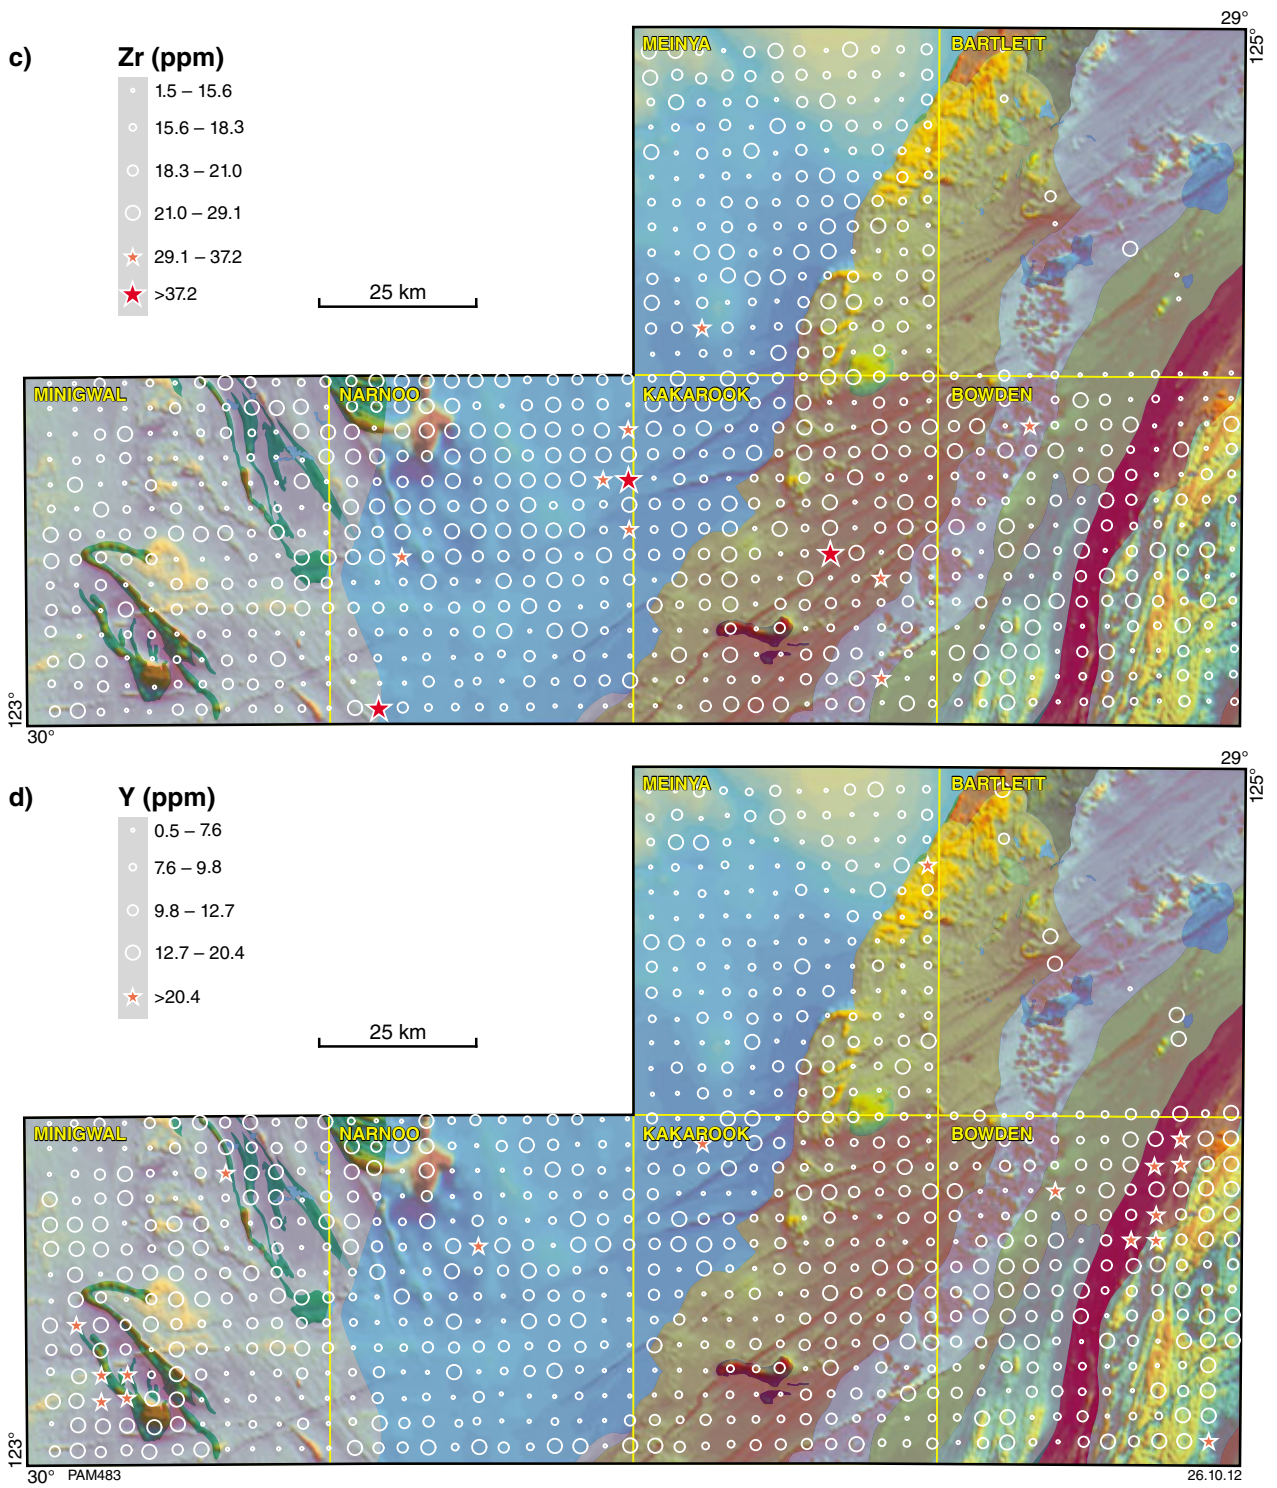 29°
125°
c)
Zr (ppm)
1.5 – 15.6
15.6 – 18.3
18.3 – 21.0
21.0 – 29.1
29.1 – 37.2
>37.2
25 km
MEINYA
BARTLETT
MINIGWAL
NARNOO
KAKAROOK
BOWDEN
123°
30°
29°
125°
d)
Y (ppm)
0.5 – 7.6
7.6 – 9.8
9.8 – 12.7
12.7 – 20.4
>20.4
25 km
MEINYA
BARTLETT
MINIGWAL
NARNOO
KAKAROOK
BOWDEN
123°
30°
PAM483
26.10.12